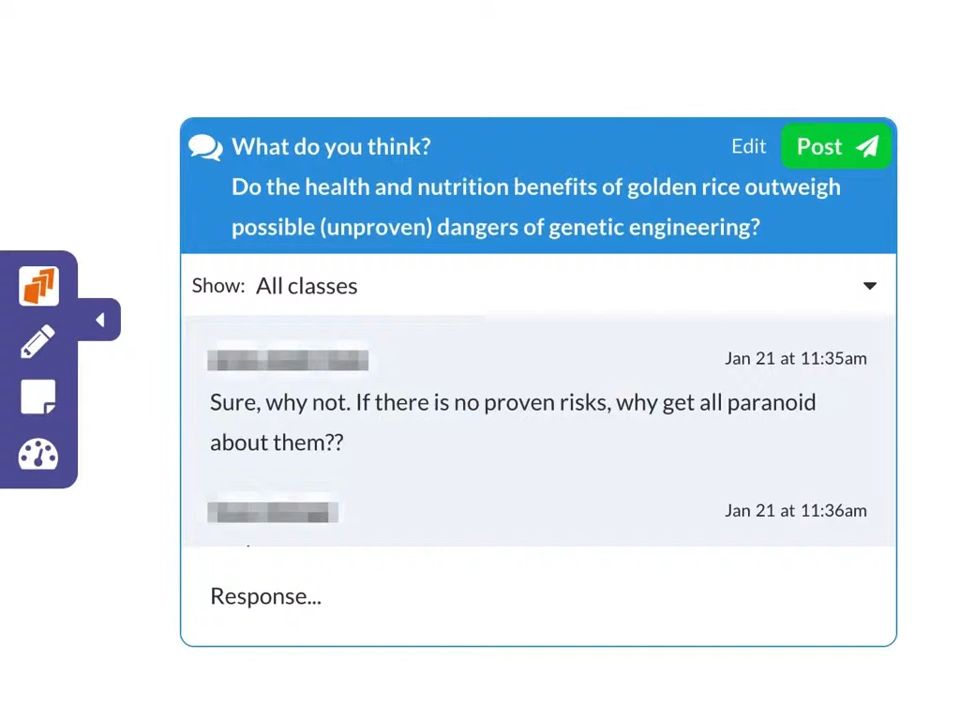 What do you think?
Edit
Post
Do the health and nutrition benefits of golden rice outweigh
possible (unproven) dangers of genetic engineering?
Show: All classes
Jan 21 at 11:35am
Sure, why not. If there is no proven risks, why get all paranoid
about them??
Jan 21 at 11:36am
Response...